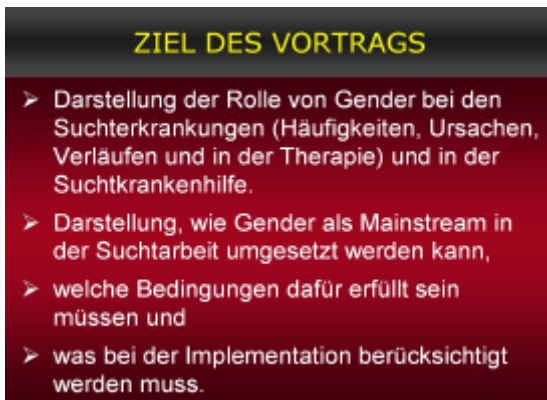 ZIEL DES VORTRAGS
➢ Darstellung der Rolle von Gender bei den
Suchterkrankungen (Häufigkeiten, Ursachen,
Verläufen und in der Therapie) und in der
Suchtkrankenhilfe.
➢ Darstellung, wie Gender als Mainstream in
der Suchtarbeit umgesetzt werden kann,
➢ welche Bedingungen dafür erfüllt sein
müssen und
➢ was bei der Implementation berücksichtigt
werden muss.